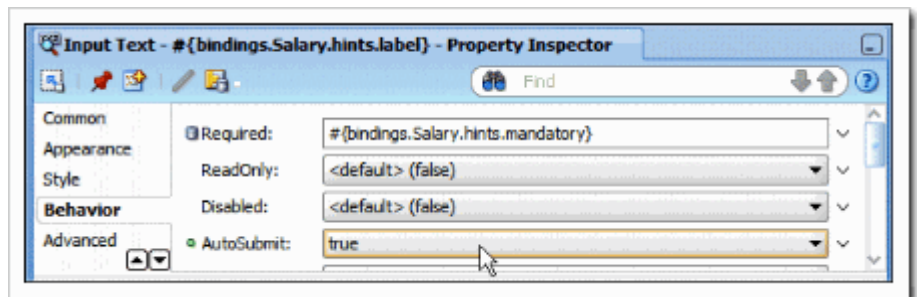 Input Text - #{bindings.Salary.hints.label} - Property Inspector
Find
Common
Appearance
Style
Behavior
Advanced
Required: #{bindings.Salary.hints.mandatory}
ReadOnly: <default> (false)
Disabled: <default> (false)
AutoSubmit: true